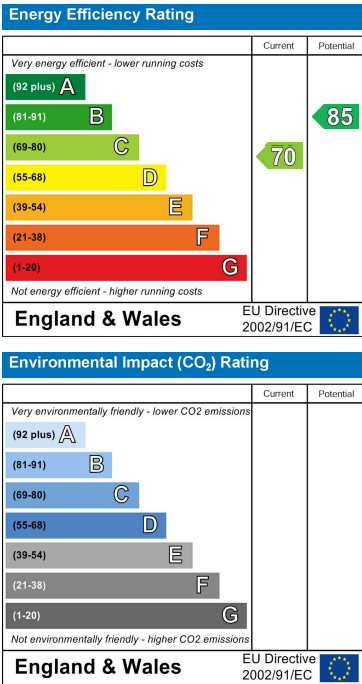 Energy Efficiency Rating
Current Potential
Very energy efficient - lower running costs
(92 plus) A
(81-91) B
85
(69-80) C
70
(55-68) D
(39-54) E
(21-38) F
(1-20) G
Not energy efficient - higher running costs
England & Wales
EU Directive
2002/91/EC
Environmental Impact (CO₂) Rating
Current Potential
Very environmentally friendly - lower CO2 emissions
(92 plus) A
(81-91) B
(69-80) C
(55-68) D
(39-54) E
(21-38) F
(1-20) G
Not environmentally friendly - higher CO2 emissions
England & Wales
EU Directive
2002/91/EC